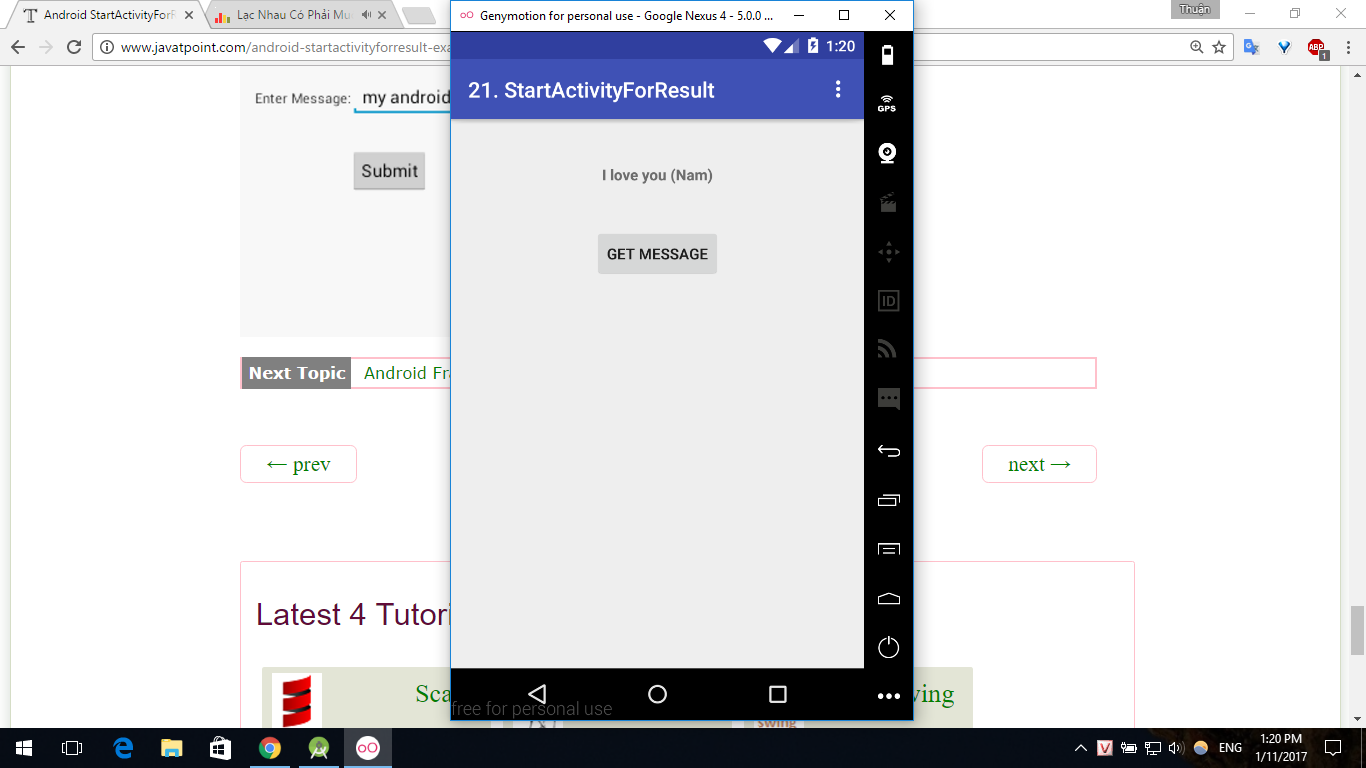 Android StartActivityForR
Lạc Nhau Có Phải Mu
Thuận
www.javatpoint.com/android-startactivityforresult-exa
ABP
1
Enter Message: my android
Submit
Next Topic Android Fra
← prev
next →
Latest 4 Tutori
Sca
ving
swing
Genymotion for personal use - Google Nexus 4 - 5.0.0 ...
1:20
21. StartActivityForResult
I love you (Nam)
GET MESSAGE
GPS
ID
free for personal use
ENG
1:20 PM
1/11/2017